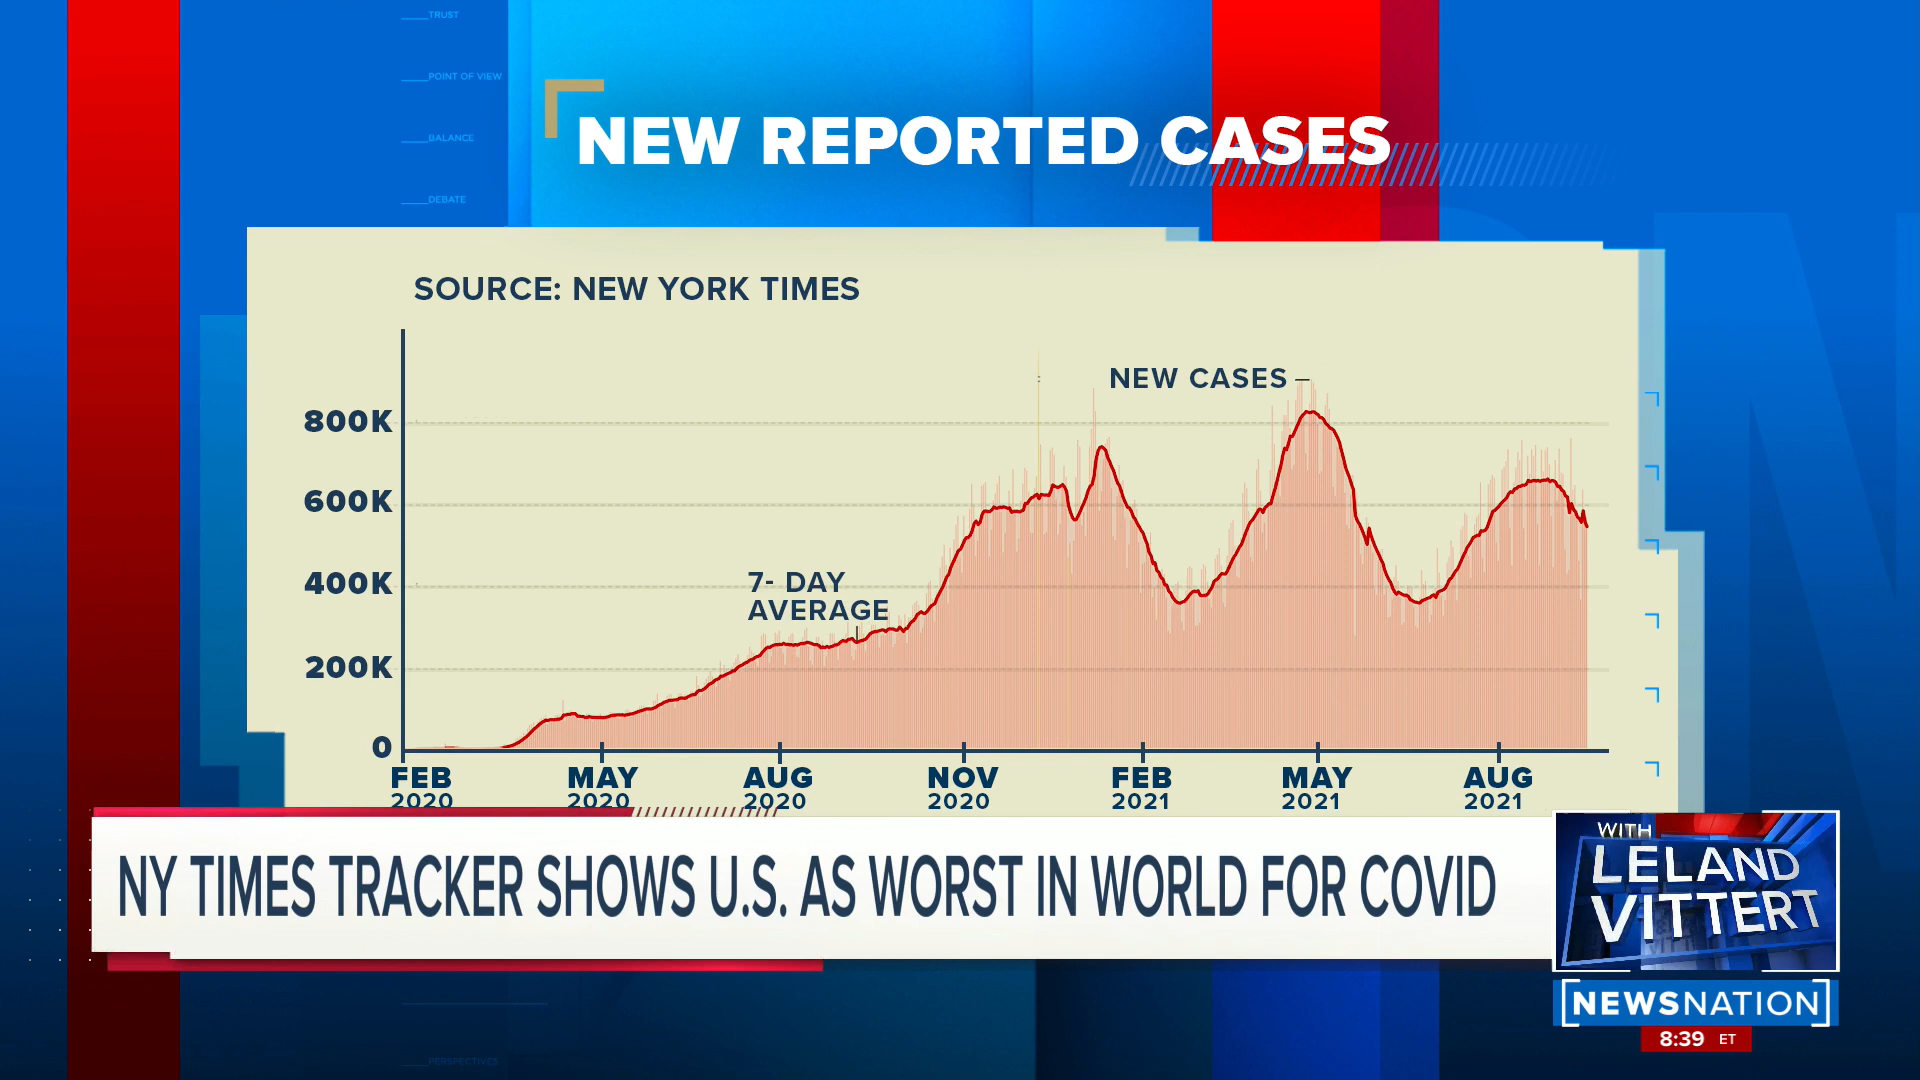 TRUST
POINT OF VIEW
BALANCE
DEBATE
NEW REPORTED CASES
SOURCE: NEW YORK TIMES
NEW CASES
800K
600K
7- DAY
AVERAGE
400K
200K
0
FEB MAY AUG NOV FEB MAY AUG
2020 2020 2020 2020 2021 2021 2021
NY TIMES TRACKER SHOWS U.S. AS WORST IN WORLD FOR COVID
WITH
LELAND
VITTERT
NEWSNATION
8:39 ET
PERSPECTIVES